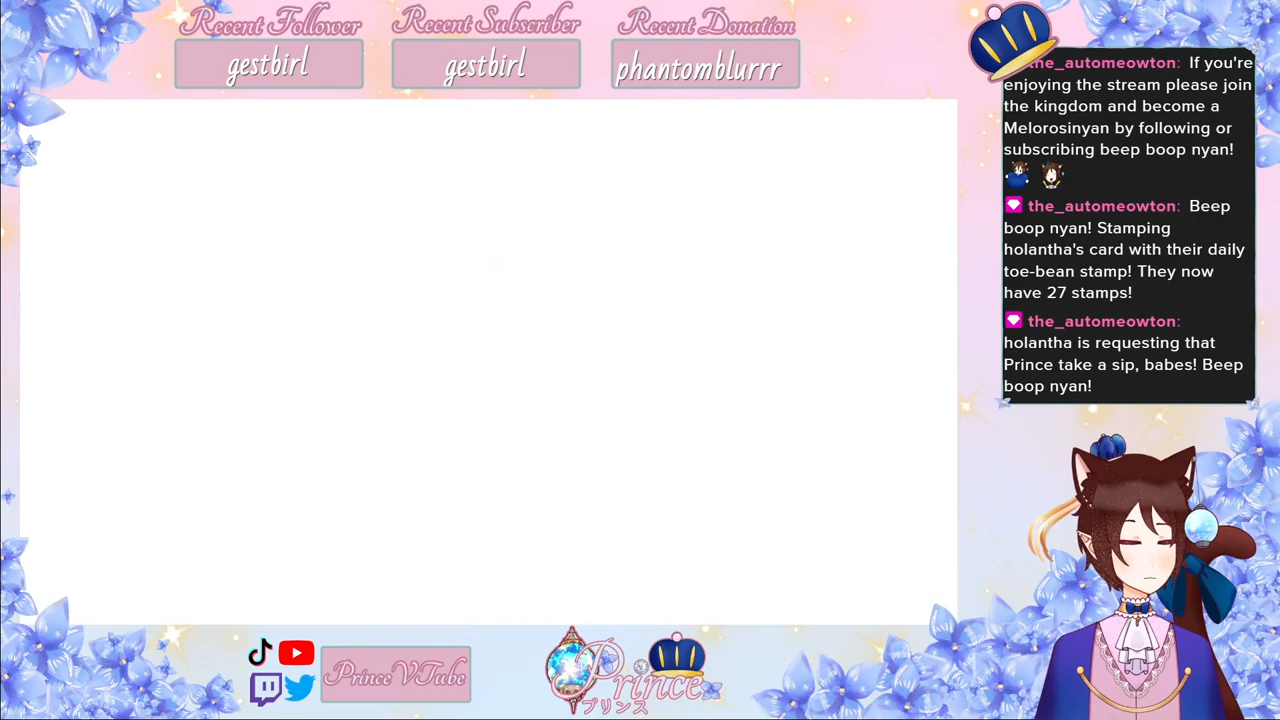 Recent Follower
Recent Subscriber
Recent Donation
gestbirl
gestbirl
phantomblurrr
the_automeowton: If you're
enjoying the stream please join
the kingdom and become a
Melorosinyan by following or
subscribing beep boop nyan!
the_automeowton: Beep
boop nyan! Stamping
holantha's card with their daily
toe-bean stamp! They now
have 27 stamps!
the_automeowton:
holantha is requesting that
Prince take a sip, babes! Beep
boop nyan!
PrinceVTube
Prince
プリンス